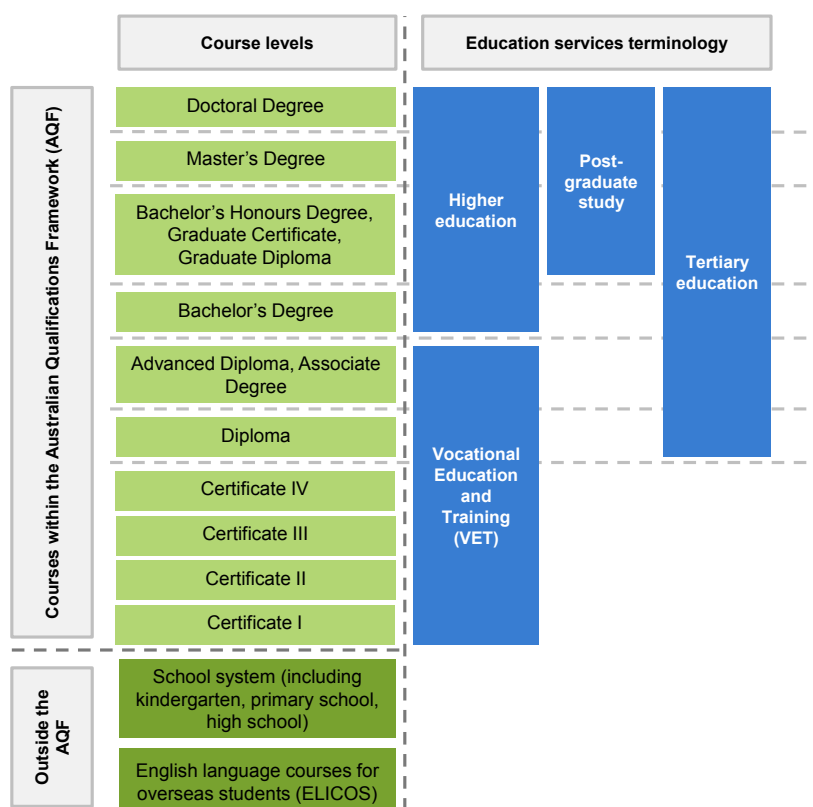 Course levels
Education services terminology
Courses within the Australian Qualifications Framework (AQF)
Doctoral Degree
Master's Degree
Bachelor's Honours Degree,
Graduate Certificate,
Graduate Diploma
Bachelor's Degree
Advanced Diploma, Associate
Degree
Diploma
Certificate IV
Certificate III
Certificate II
Certificate I
Higher
education
Post-
graduate
study
Tertiary
education
Vocational
Education
and
Training
(VET)
Outside the
AQF
School system (including
kindergarten, primary school,
high school)
English language courses for
overseas students (ELICOS)